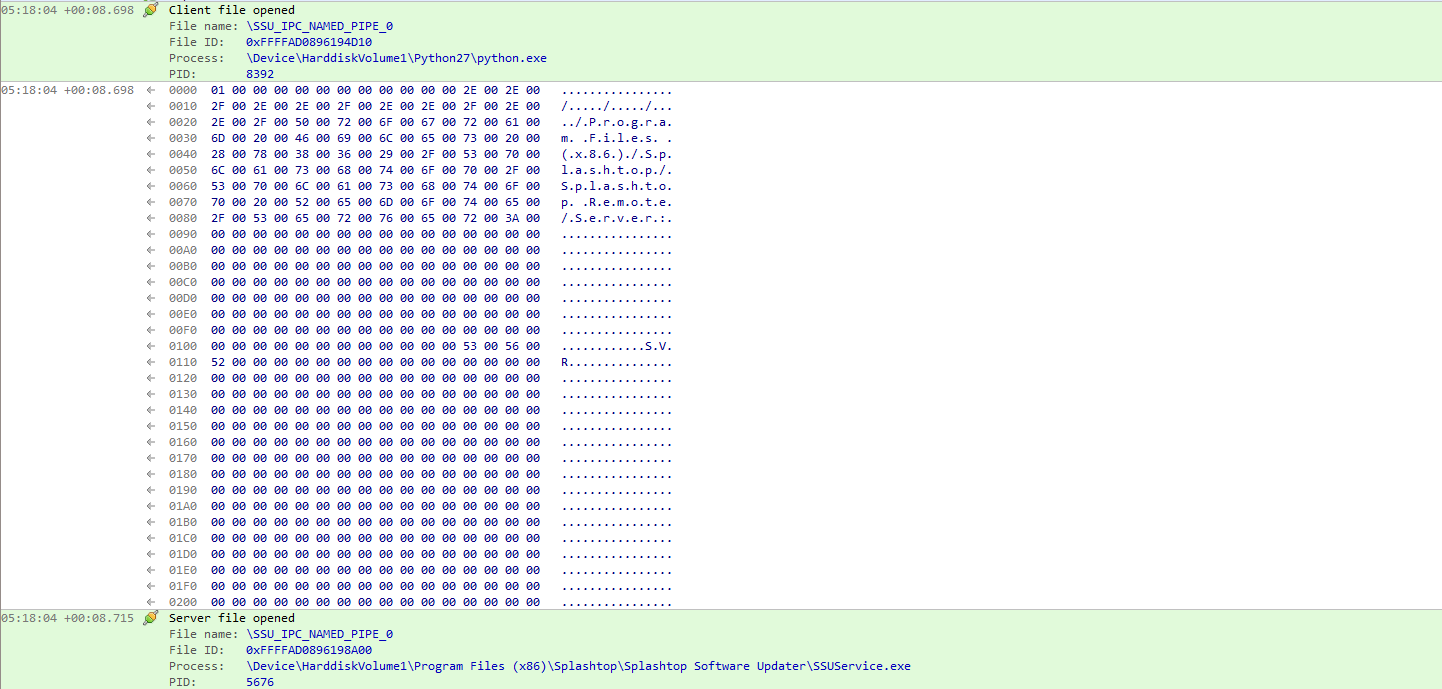 05:18:04 +00:08.698 Client file opened
File name: \SSU_IPC_NAMED_PIPE_0
File ID: 0xFFFFAD0896194D10
Process: \Device\HarddiskVolume1\Python27\python.exe
PID: 8392
05:18:04 +00:08.698 ← 0000 01 00 00 00 00 00 00 00 00 00 00 00 2E 00 2E 00 ................
← 0010 2F 00 2E 00 2E 00 2F 00 2E 00 2E 00 2F 00 2E 00 /...../...../...
← 0020 2E 00 2F 00 50 00 72 00 6F 00 67 00 72 00 61 00 ../.P.r.o.g.r.a.
← 0030 6D 00 20 00 46 00 69 00 6C 00 65 00 73 00 20 00 m. .F.i.l.e.s. .
← 0040 28 00 78 00 38 00 36 00 29 00 2F 00 53 00 70 00 (.x.8.6.)./.S.p.
← 0050 6C 00 61 00 73 00 68 00 74 00 6F 00 70 00 2F 00 l.a.s.h.t.o.p./.
← 0060 53 00 70 00 6C 00 61 00 73 00 68 00 74 00 6F 00 S.p.l.a.s.h.t.o.
← 0070 70 00 20 00 52 00 65 00 6D 00 6F 00 74 00 65 00 p. .R.e.m.o.t.e.
← 0080 2F 00 53 00 65 00 72 00 76 00 65 00 72 00 3A 00 /.S.e.r.v.e.r.:.
← 0090 00 00 00 00 00 00 00 00 00 00 00 00 00 00 00 00 ................
← 00A0 00 00 00 00 00 00 00 00 00 00 00 00 00 00 00 00 ................
← 00B0 00 00 00 00 00 00 00 00 00 00 00 00 00 00 00 00 ................
← 00C0 00 00 00 00 00 00 00 00 00 00 00 00 00 00 00 00 ................
← 00D0 00 00 00 00 00 00 00 00 00 00 00 00 00 00 00 00 ................
← 00E0 00 00 00 00 00 00 00 00 00 00 00 00 00 00 00 00 ................
← 00F0 00 00 00 00 00 00 00 00 00 00 00 00 00 00 00 00 ................
← 0100 00 00 00 00 00 00 00 00 00 00 00 00 53 00 56 00 ............S.V.
← 0110 52 00 00 00 00 00 00 00 00 00 00 00 00 00 00 00 R...............
← 0120 00 00 00 00 00 00 00 00 00 00 00 00 00 00 00 00 ................
← 0130 00 00 00 00 00 00 00 00 00 00 00 00 00 00 00 00 ................
← 0140 00 00 00 00 00 00 00 00 00 00 00 00 00 00 00 00 ................
← 0150 00 00 00 00 00 00 00 00 00 00 00 00 00 00 00 00 ................
← 0160 00 00 00 00 00 00 00 00 00 00 00 00 00 00 00 00 ................
← 0170 00 00 00 00 00 00 00 00 00 00 00 00 00 00 00 00 ................
← 0180 00 00 00 00 00 00 00 00 00 00 00 00 00 00 00 00 ................
← 0190 00 00 00 00 00 00 00 00 00 00 00 00 00 00 00 00 ................
← 01A0 00 00 00 00 00 00 00 00 00 00 00 00 00 00 00 00 ................
← 01B0 00 00 00 00 00 00 00 00 00 00 00 00 00 00 00 00 ................
← 01C0 00 00 00 00 00 00 00 00 00 00 00 00 00 00 00 00 ................
← 01D0 00 00 00 00 00 00 00 00 00 00 00 00 00 00 00 00 ................
← 01E0 00 00 00 00 00 00 00 00 00 00 00 00 00 00 00 00 ................
← 01F0 00 00 00 00 00 00 00 00 00 00 00 00 00 00 00 00 ................
← 0200 00 00 00 00 00 00 00 00 00 00 00 00 00 00 00 00 ................
05:18:04 +00:08.715 Server file opened
File name: \SSU_IPC_NAMED_PIPE_0
File ID: 0xFFFFAD0896198A00
Process: \Device\HarddiskVolume1\Program Files (x86)\Splashtop\Splashtop Software Updater\SSUService.exe
PID: 5676